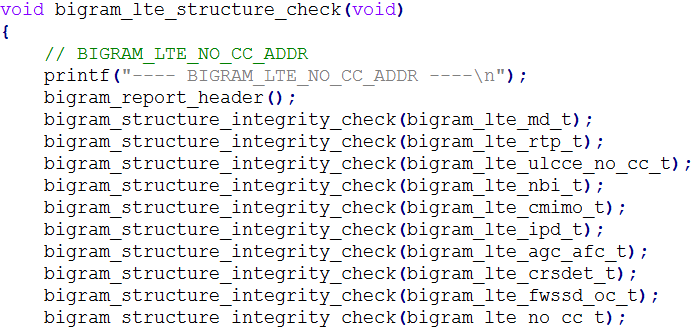 void bigram_lte_structure_check(void)
{
    // BIGRAM_LTE_NO_CC_ADDR
    printf("---- BIGRAM_LTE_NO_CC_ADDR ----\n");
    bigram_report_header();
    bigram_structure_integrity_check(bigram_lte_md_t);
    bigram_structure_integrity_check(bigram_lte_rtp_t);
    bigram_structure_integrity_check(bigram_lte_ulcce_no_cc_t);
    bigram_structure_integrity_check(bigram_lte_nbi_t);
    bigram_structure_integrity_check(bigram_lte_cmimo_t);
    bigram_structure_integrity_check(bigram_lte_ipd_t);
    bigram_structure_integrity_check(bigram_lte_agc_afc_t);
    bigram_structure_integrity_check(bigram_lte_crsdet_t);
    bigram_structure_integrity_check(bigram_lte_fwssd_oc_t);
    bigram_structure_integrity_check(bigram_lte_no_cc_t);